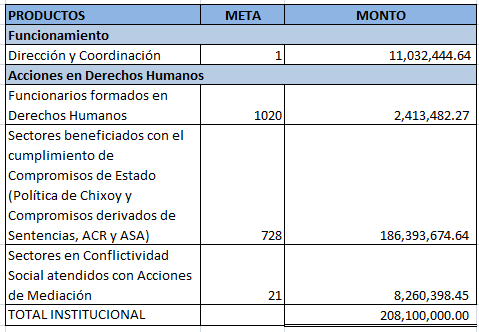 PRODUCTOS META MONTO
Funcionamiento
Dirección y Coordinación 1 11,032,444.64
Acciones en Derechos Humanos
Funcionarios formados en
Derechos Humanos 1020 2,413,482.27
Sectores beneficiados con el
cumplimiento de
Compromisos de Estado
(Política de Chixoy y
Compromisos derivados de
Sentencias, ACR y ASA) 728 186,393,674.64
Sectores en Conflictividad
Social atendidos con Acciones
de Mediación 21 8,260,398.45
TOTAL INSTITUCIONAL 208,100,000.00